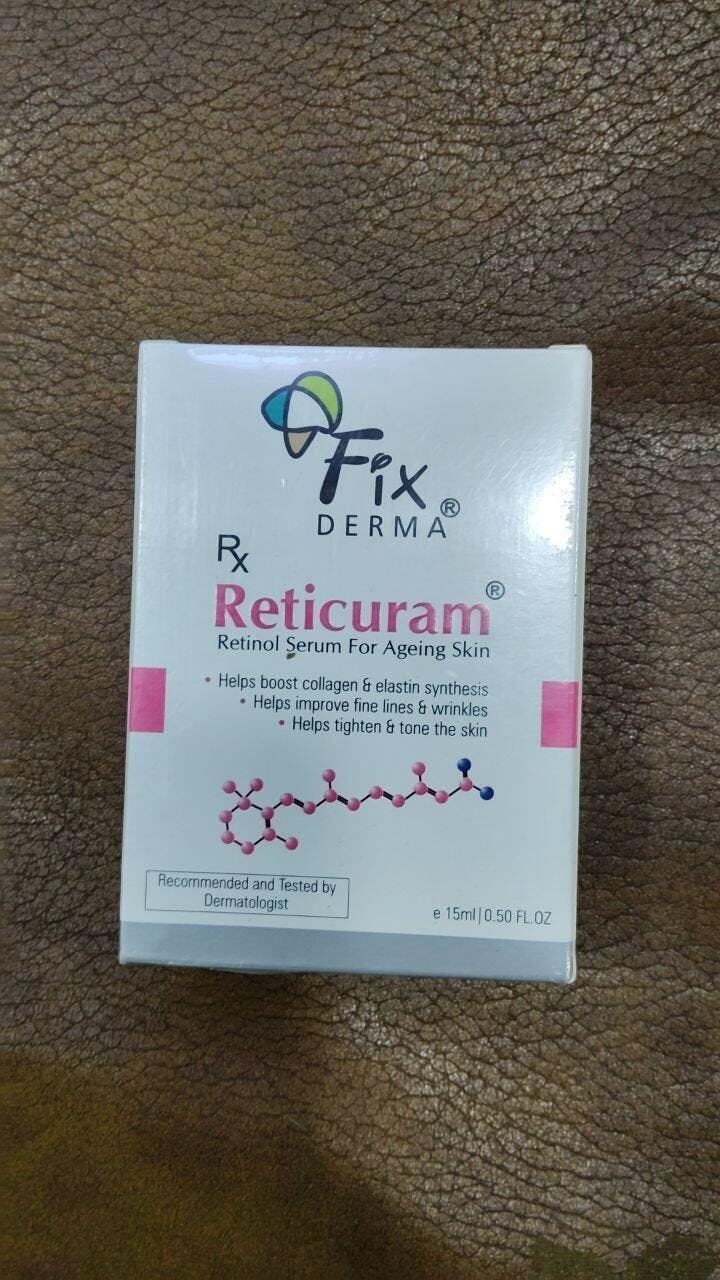 Fix
DERMA®
Rx
Reticuram®
Retinol Serum For Ageing Skin
• Helps boost collagen & elastin synthesis
• Helps improve fine lines & wrinkles
• Helps tighten & tone the skin
Recommended and Tested by
Dermatologist
e 15ml|0.50 FL.OZ